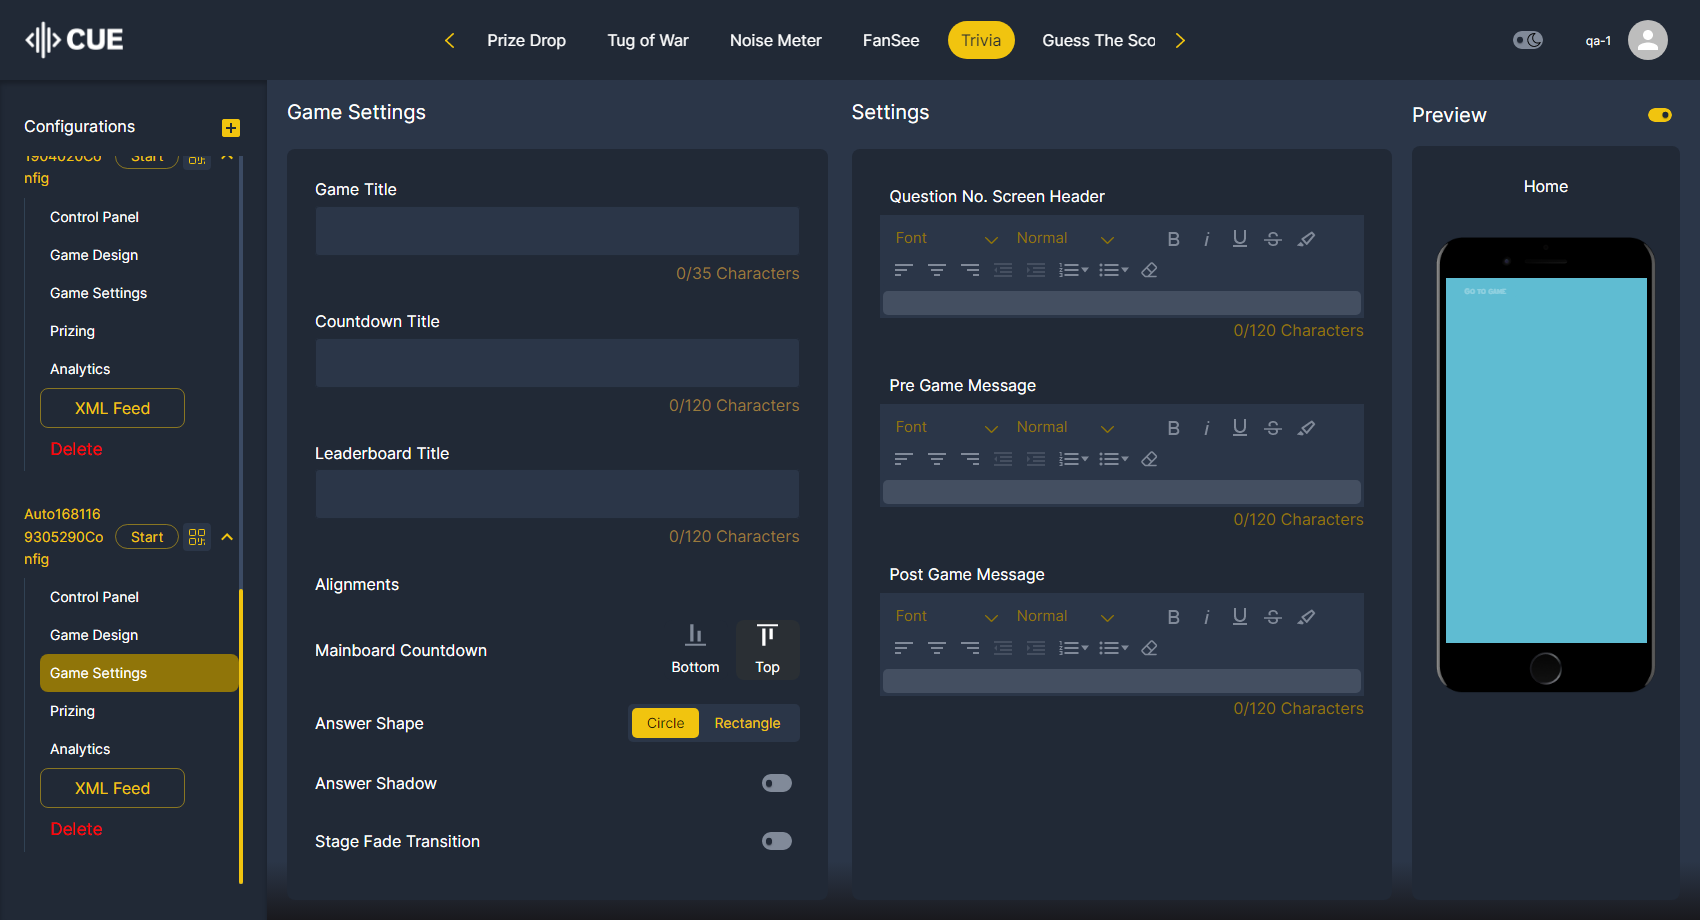 CUE
Prize Drop
Tug of War
Noise Meter
FanSee
Trivia
Guess The Sco
qa-1
Configurations
1904020Co
nfig
Start
Control Panel
Game Design
Game Settings
Prizing
Analytics
XML Feed
Delete
Auto168116
9305290Co
nfig
Start
Control Panel
Game Design
Game Settings
Prizing
Analytics
XML Feed
Delete
Game Settings
Game Title
0/35 Characters
Countdown Title
0/120 Characters
Leaderboard Title
0/120 Characters
Alignments
Mainboard Countdown
Bottom
Top
Answer Shape
Circle
Rectangle
Answer Shadow
Stage Fade Transition
Settings
Question No. Screen Header
Font
Normal
0/120 Characters
Pre Game Message
Font
Normal
0/120 Characters
Post Game Message
Font
Normal
0/120 Characters
Preview
Home
Go to game